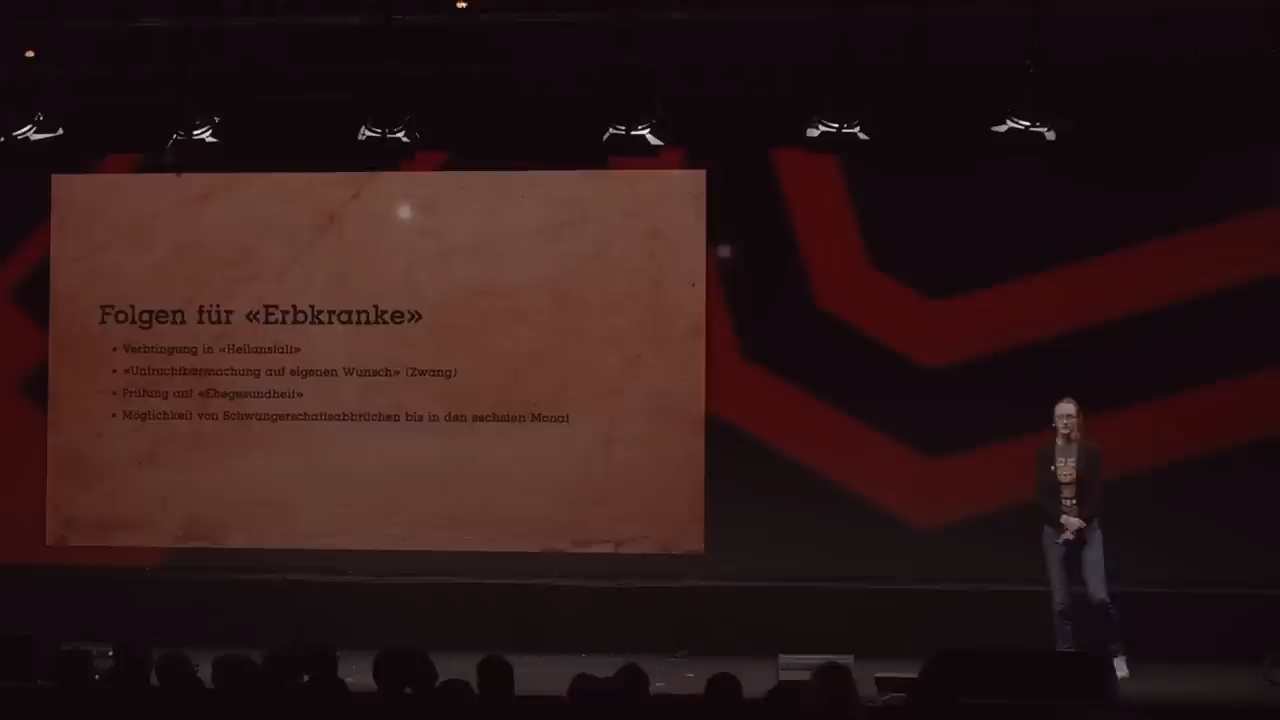 Folgen für «Erbkranke»
• Verbringung in «Heilanstalt»
• «Unfruchtbarmachung auf eigenen Wunsch» (Zwang)
• Prüfung auf «Ehegesundheit»
• Möglichkeit von Schwangerschaftsabbrüchen bis in den sechsten Monat